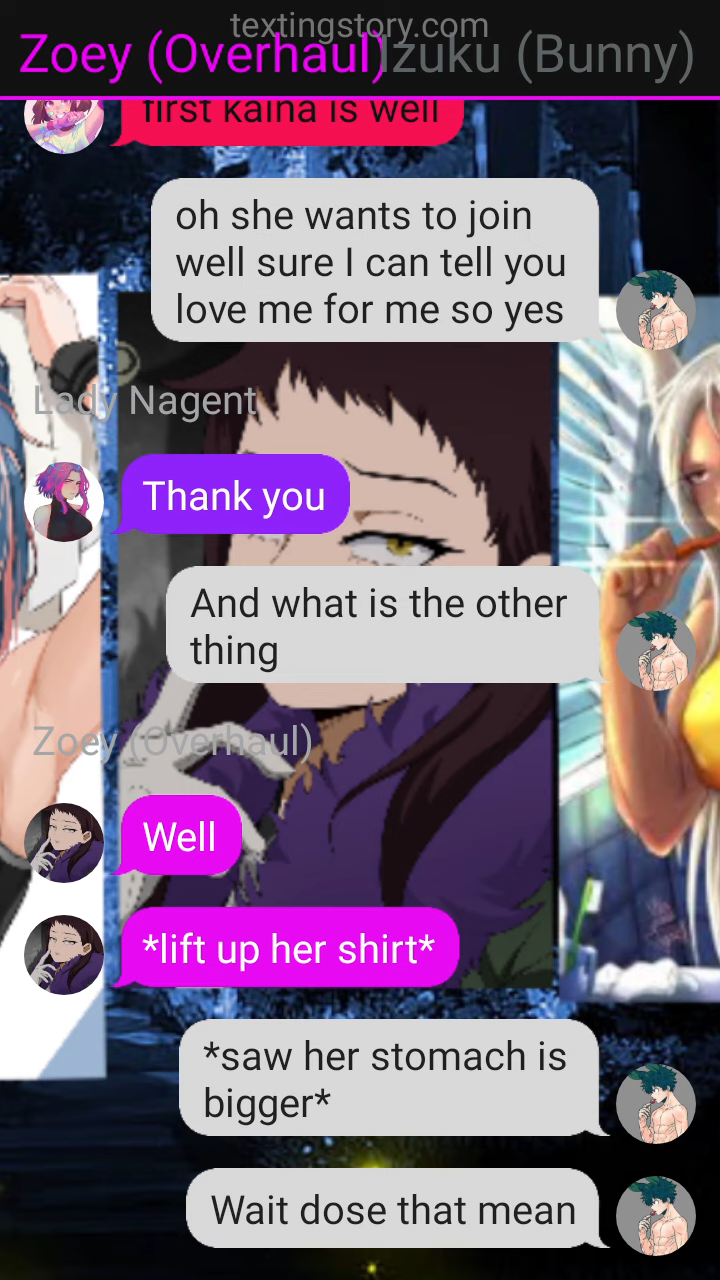 textingstory.com
Zoey (Overhaul)
Izuku (Bunny)
first kaina is well
oh she wants to join
well sure I can tell you
love me for me so yes
Lady Nagent
Thank you
And what is the other
thing
Zoey (Overhaul)
Well
*lift up her shirt*
*saw her stomach is
bigger*
Wait dose that mean